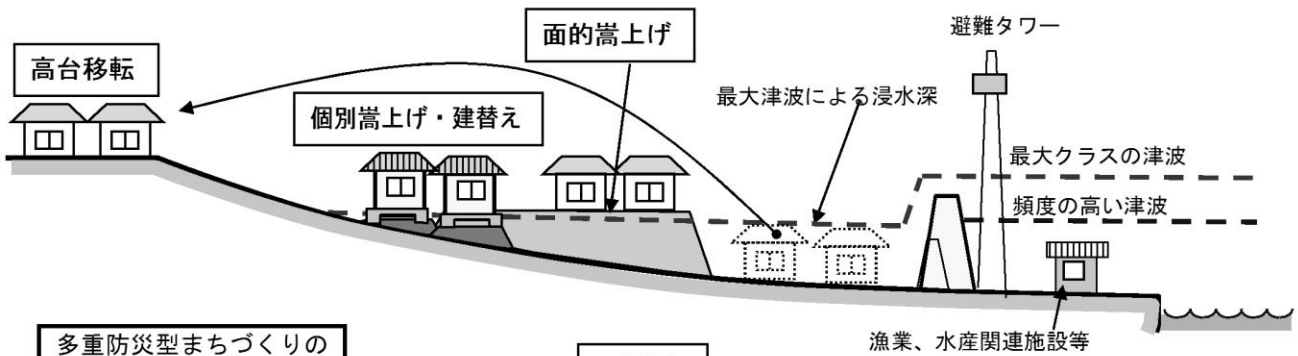 避難タワー
面的嵩上げ
高台移転
最大津波による浸水深
個別嵩上げ・建替え
最大クラスの津波
頻度の高い津波
漁業、水産関連施設等
多重防災型まちづくりの